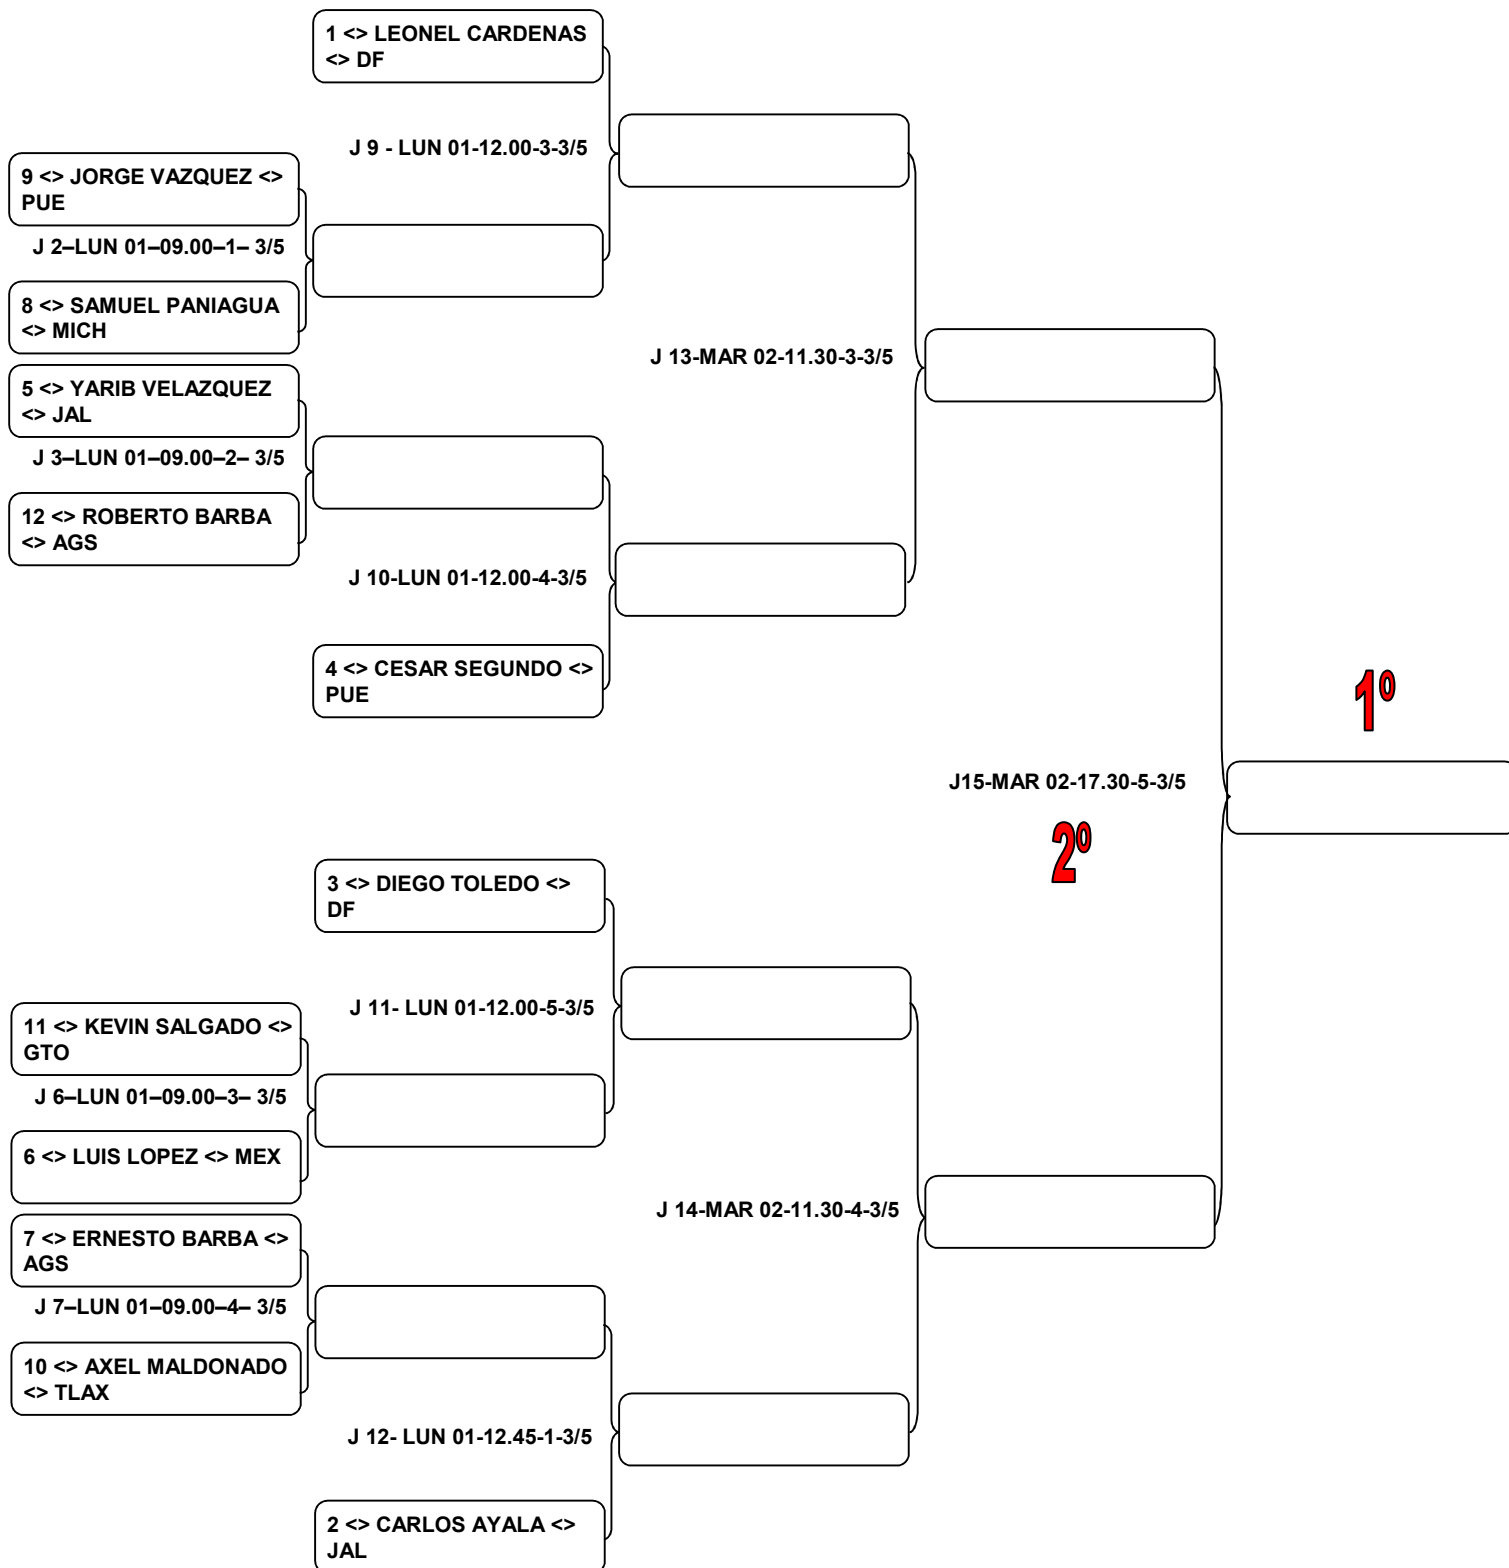 1 <> LEONEL CARDENAS
<> DF
J 9 - LUN 01-12.00-3-3/5
9 <> JORGE VAZQUEZ <>
PUE
J 2–LUN 01–09.00–1– 3/5
8 <> SAMUEL PANIAGUA
<> MICH
J 13-MAR 02-11.30-3-3/5
5 <> YARIB VELAZQUEZ
<> JAL
J 3–LUN 01–09.00–2– 3/5
12 <> ROBERTO BARBA
<> AGS
J 10-LUN 01-12.00-4-3/5
4 <> CESAR SEGUNDO <>
PUE
1º
J15-MAR 02-17.30-5-3/5
2º
3 <> DIEGO TOLEDO <>
DF
J 11- LUN 01-12.00-5-3/5
11 <> KEVIN SALGADO <>
GTO
J 6–LUN 01–09.00–3– 3/5
6 <> LUIS LOPEZ <> MEX
J 14-MAR 02-11.30-4-3/5
7 <> ERNESTO BARBA <>
AGS
J 7–LUN 01–09.00–4– 3/5
10 <> AXEL MALDONADO
<> TLAX
J 12- LUN 01-12.45-1-3/5
2 <> CARLOS AYALA <>
JAL